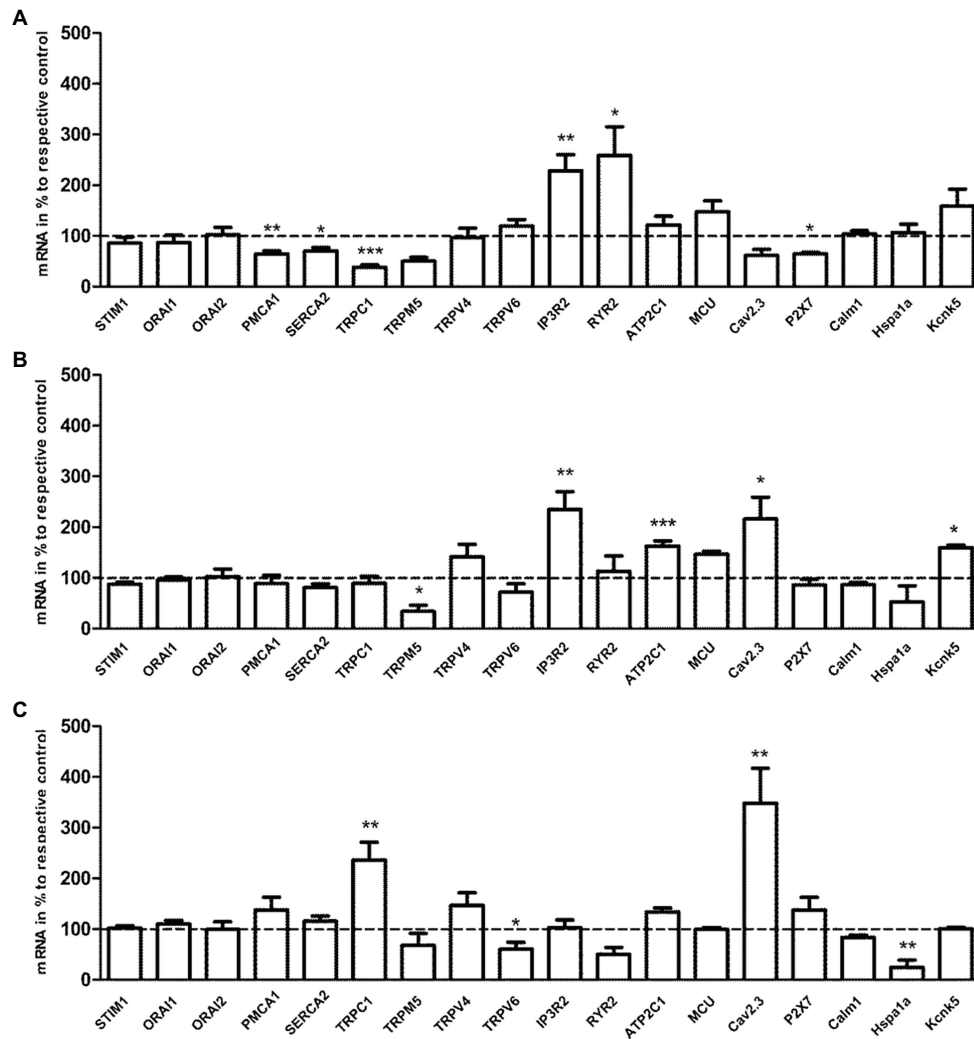 A
mRNA in % to respective control
500
400
300
200
100
0
** * *** ** * *
STIM1 ORAI1 ORAI2 PMCA1 SERCA2 TRPC1 TRPM5 TRPV4 TRPV6 IP3R2 RYR2 ATP2C1 MCU Cav2.3 P2X7 Calm1 Hspa1a Kcnk5
B
mRNA in % to respective control
500
400
300
200
100
0
* ** *** * *
STIM1 ORAI1 ORAI2 PMCA1 SERCA2 TRPC1 TRPM5 TRPV4 TRPV6 IP3R2 RYR2 ATP2C1 MCU Cav2.3 P2X7 Calm1 Hspa1a Kcnk5
C
mRNA in % to respective control
500
400
300
200
100
0
** * ** **
STIM1 ORAI1 ORAI2 PMCA1 SERCA2 TRPC1 TRPM5 TRPV4 TRPV6 IP3R2 RYR2 ATP2C1 MCU Cav2.3 P2X7 Calm1 Hspa1a Kcnk5